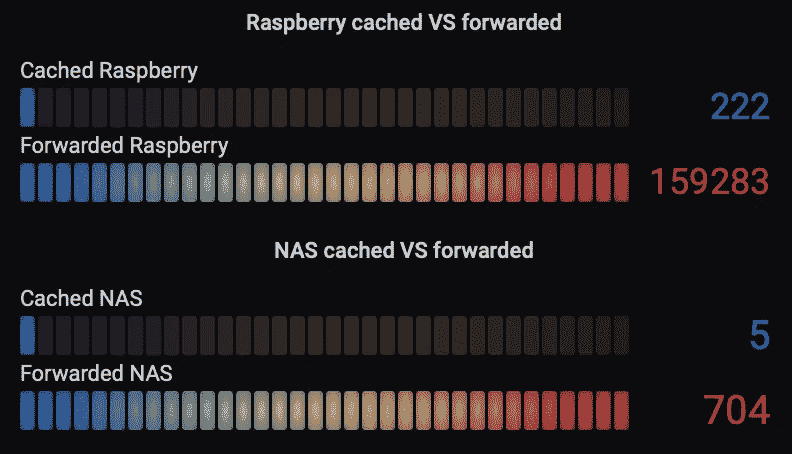 Raspberry cached VS forwarded
Cached Raspberry
222
Forwarded Raspberry
159283
NAS cached VS forwarded
Cached NAS
5
Forwarded NAS
704